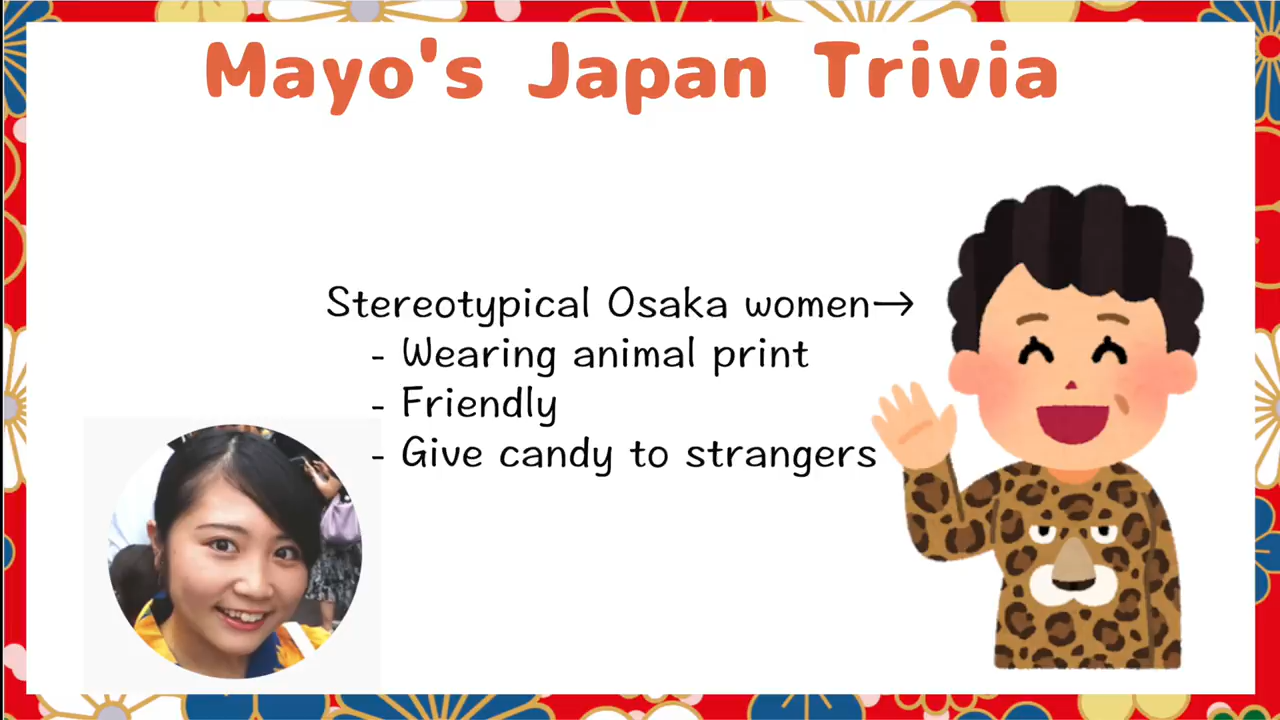 Mayo's Japan Trivia
Stereotypical Osaka women→
- Wearing animal print
- Friendly
- Give candy to strangers